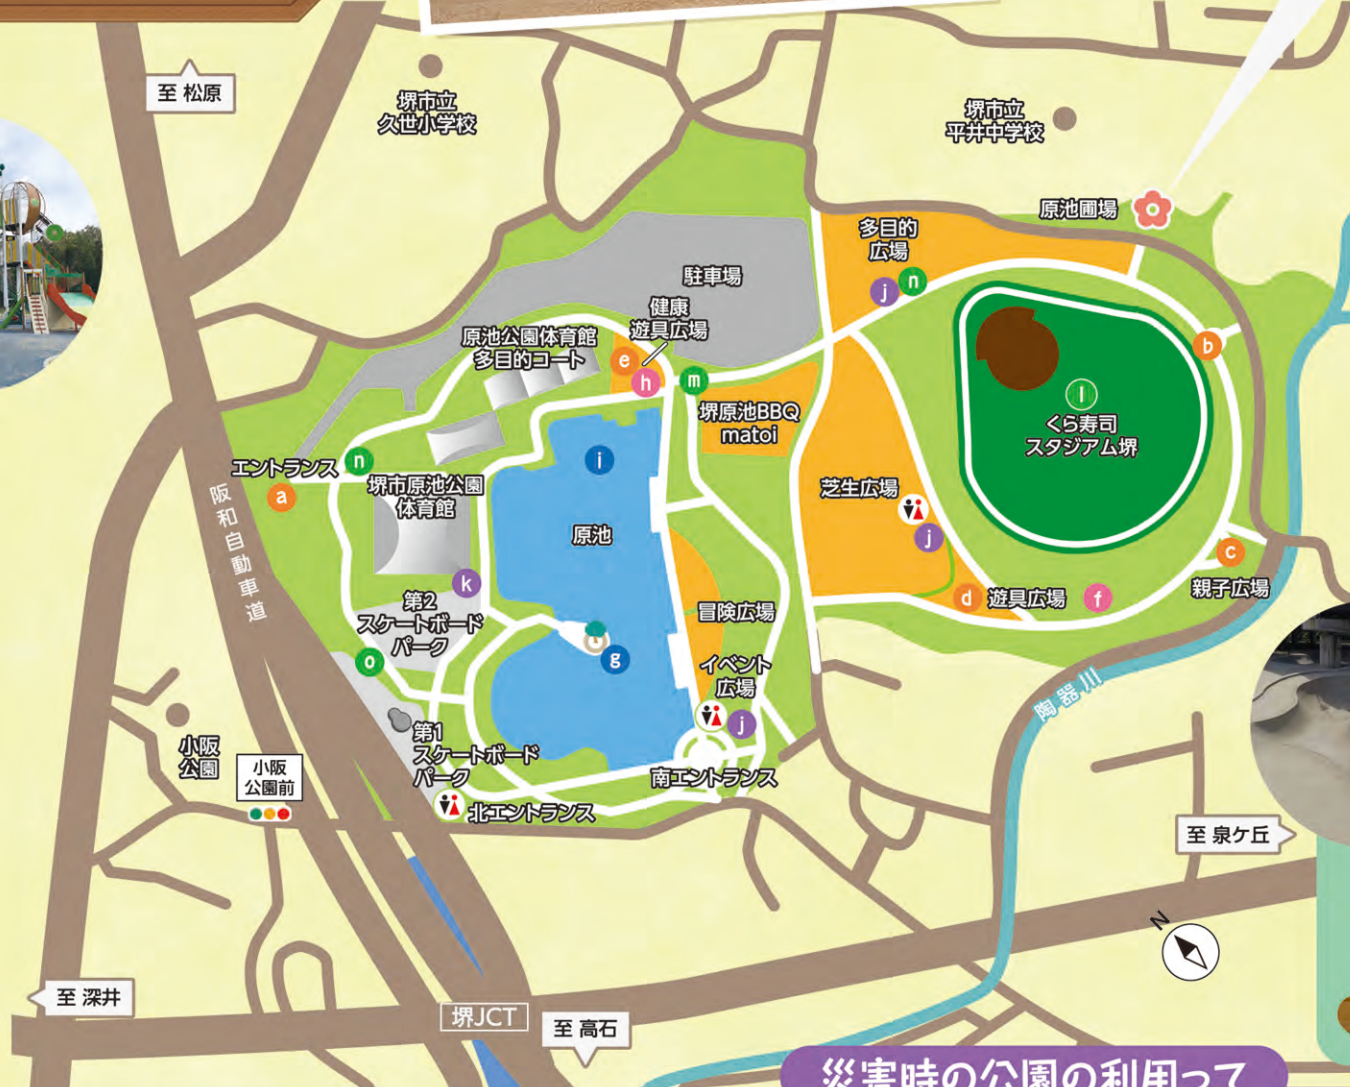 至 松原
堺市立
久世小学校
堺市立
平井中学校
原池圃場
多目的
広場
j
n
駐車場
健康
遊具広場
原池公園体育館
多目的コート
e
h
m
b
堺原池BBQ
matoi
l
くら寿司
スタジアム堺
i
エントランス
n
a
堺市原池公園
体育館
芝生広場
j
阪和自動車道
原池
c
親子広場
k
第2
スケートボード
パーク
冒険広場
d
遊具広場
f
o
g
イベント
広場
j
陶器川
小阪
公園
小阪
公園前
第1
スケートボード
パーク
南エントランス
北エントランス
至 泉ケ丘
N
至 深井
堺JCT
至 高石
災害時の公園の利用って